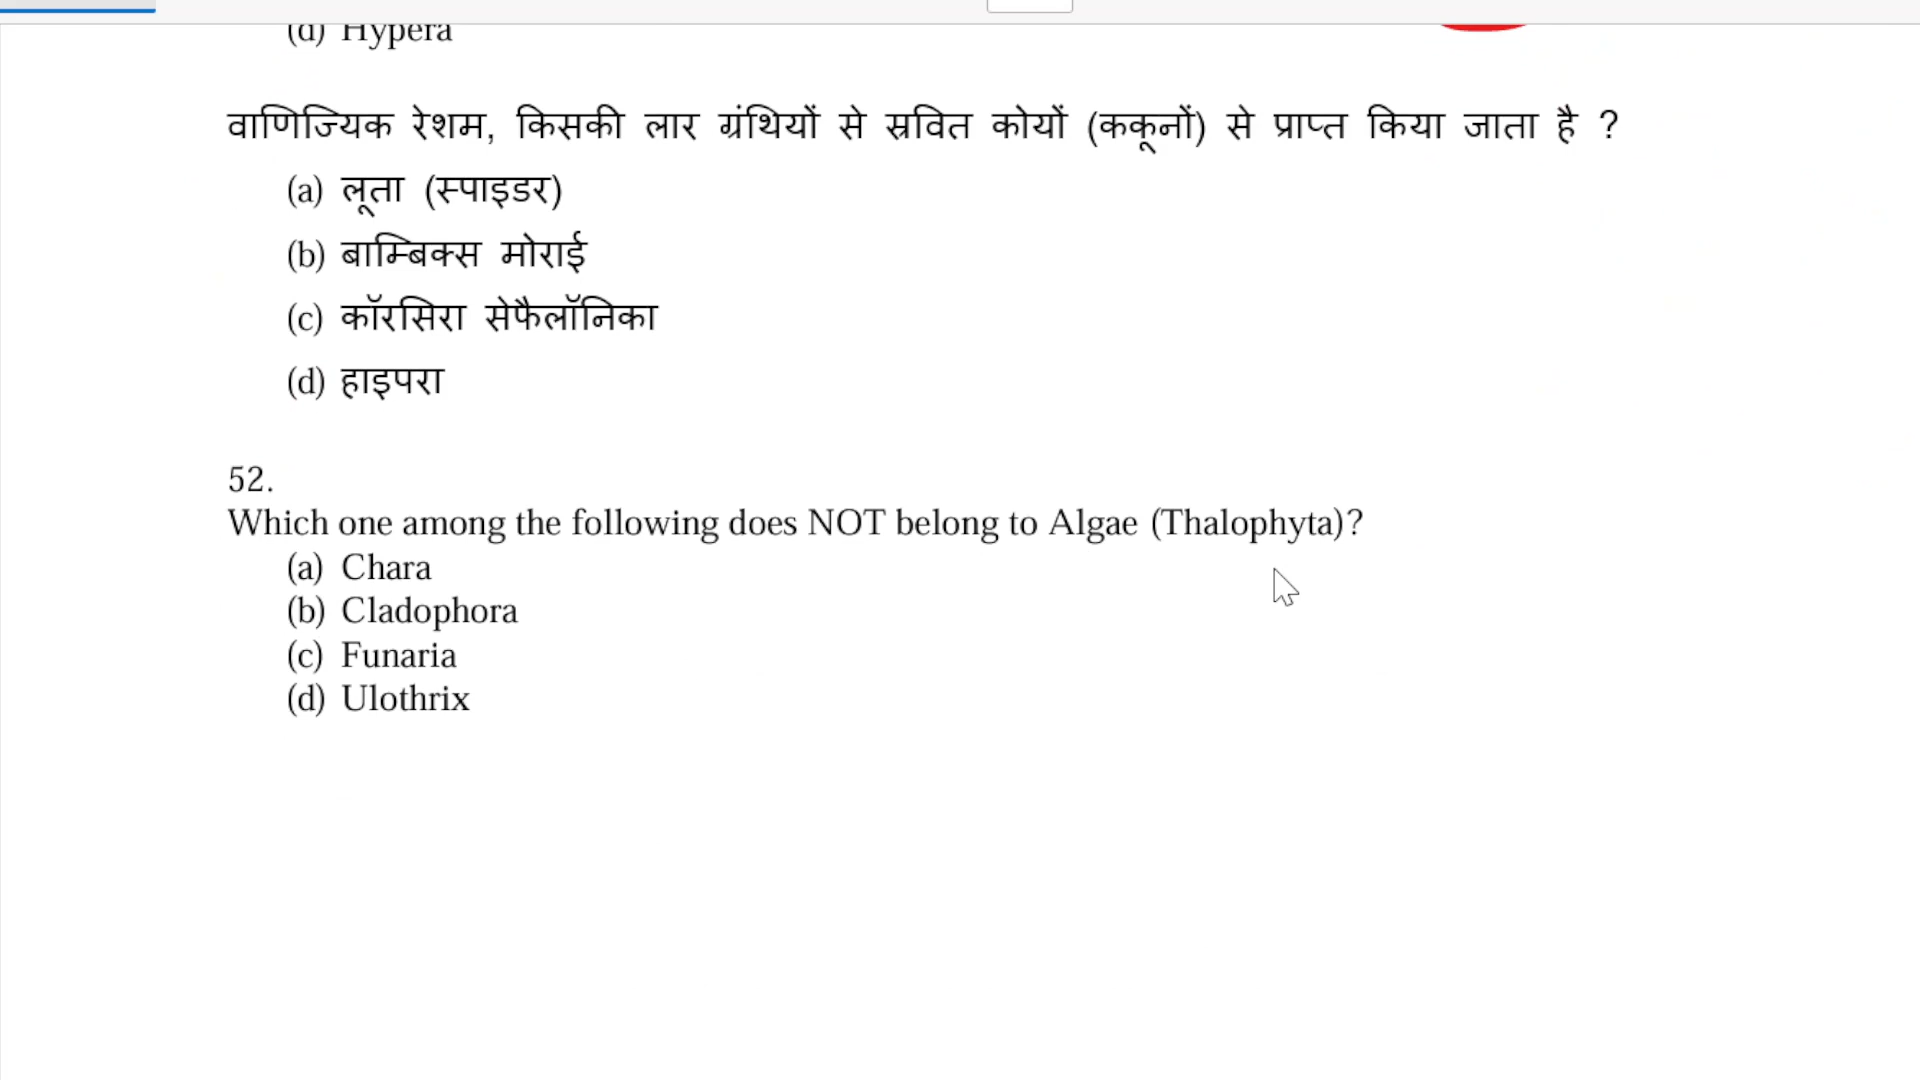 (d) Hypera
वाणिज्यिक रेशम, किसकी लार ग्रंथियों से स्रवित कोयों (ककूनों) से प्राप्त किया जाता है ?
(a) लूता (स्पाइडर)
(b) बाम्बिक्स मोराई
(c) कॉरसिरा सेफैलॉनिका
(d) हाइपरा
52.
Which one among the following does NOT belong to Algae (Thalophyta)?
(a) Chara
(b) Cladophora
(c) Funaria
(d) Ulothrix